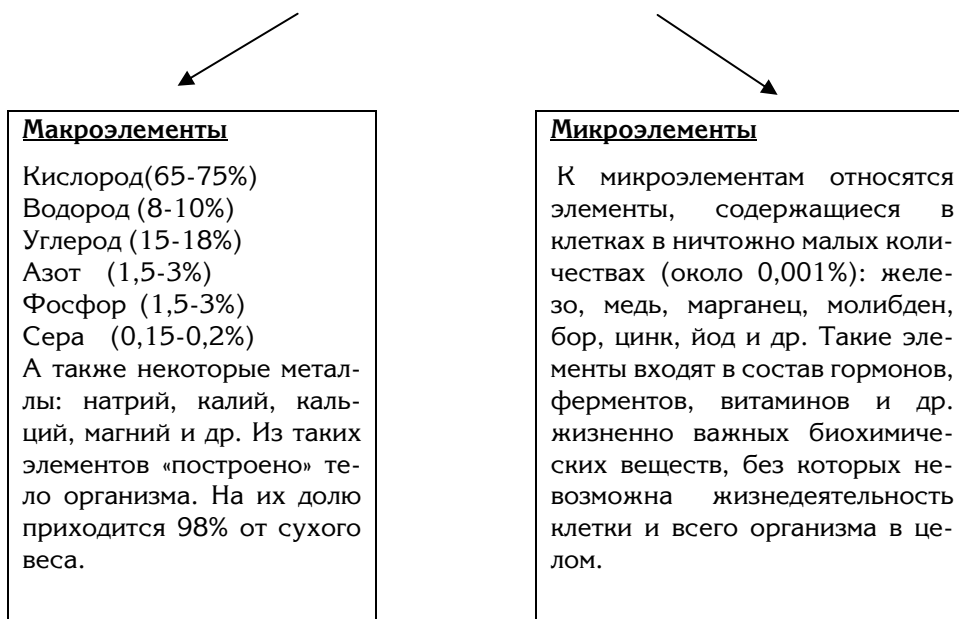 Макроэлементы
Кислород(65-75%)
Водород (8-10%)
Углерод (15-18%)
Азот (1,5-3%)
Фосфор (1,5-3%)
Сера (0,15-0,2%)
А также некоторые метал-
лы: натрий, калий, каль-
ций, магний и др. Из таких
элементов «построено» те-
ло организма. На их долю
приходится 98% от сухого
веса.
Микроэлементы
К микроэлементам относятся
элементы, содержащиеся в
клетках в ничтожно малых коли-
чествах (около 0,001%): желе-
зо, медь, марганец, молибден,
бор, цинк, йод и др. Такие эле-
менты входят в состав гормонов,
ферментов, витаминов и др.
жизненно важных биохимиче-
ских веществ, без которых не-
возможна жизнедеятельность
клетки и всего организма в це-
лом.